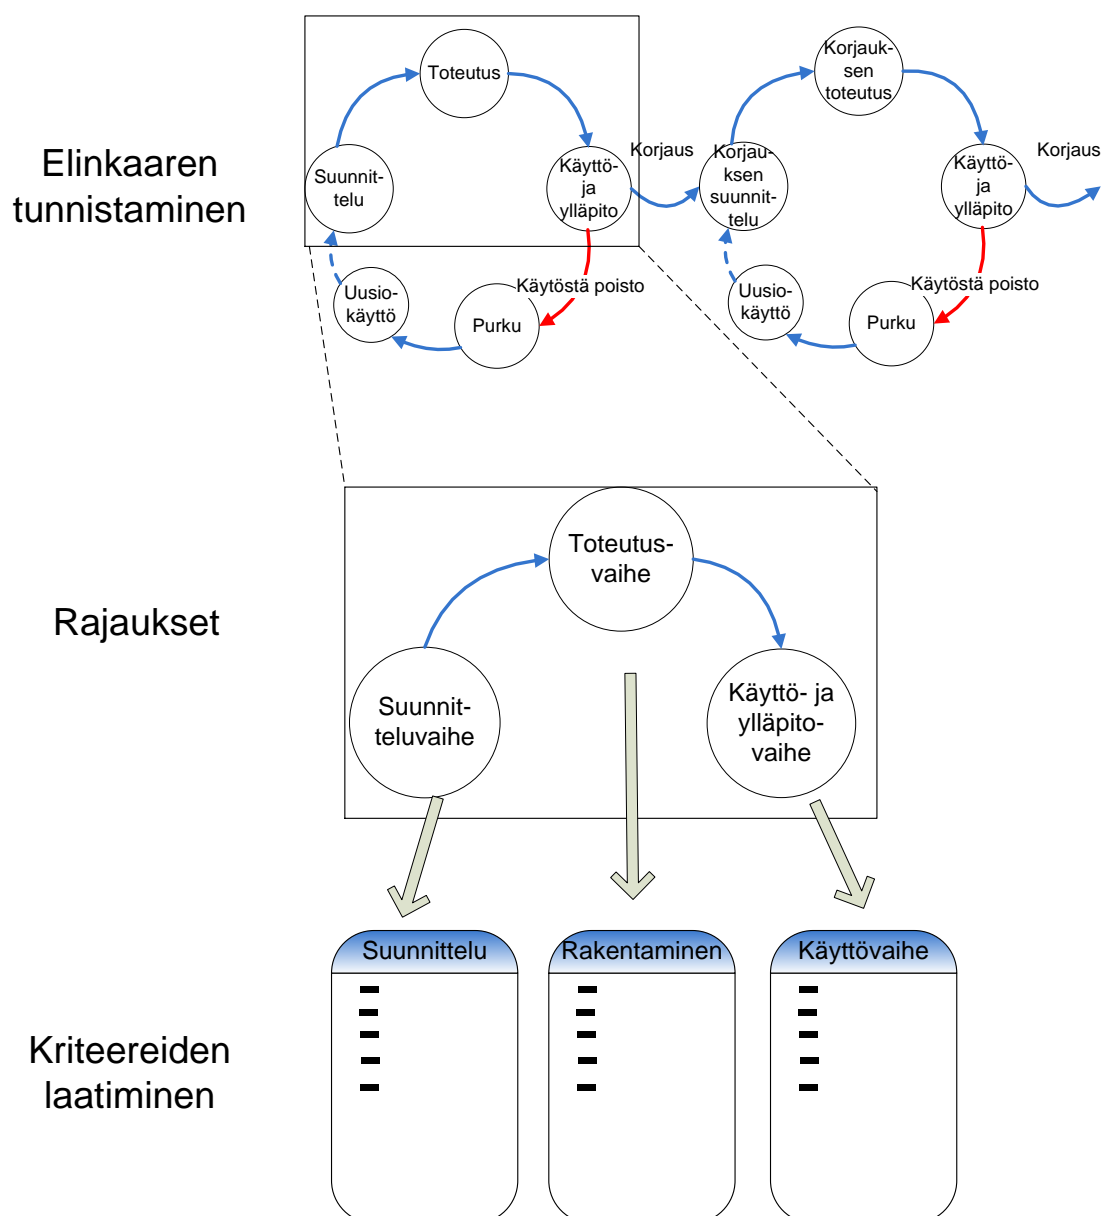 Elinkaaren
tunnistaminen
Toteutus
Suunnit-
telu
Käyttö-
ja
ylläpito
Korjaus
Käytöstä poisto
Purku
Uusio-
käyttö
Korjauk-
sen
toteutus
Korjau-
ksen
suunnit-
telu
Käyttö-
ja
ylläpito
Korjaus
Käytöstä poisto
Purku
Uusio-
käyttö
Rajaukset
Toteutus-
vaihe
Suunnit-
teluvaihe
Käyttö- ja
ylläpito-
vaihe
Kriteereiden
laatiminen
Suunnittelu
Rakentaminen
Käyttövaihe